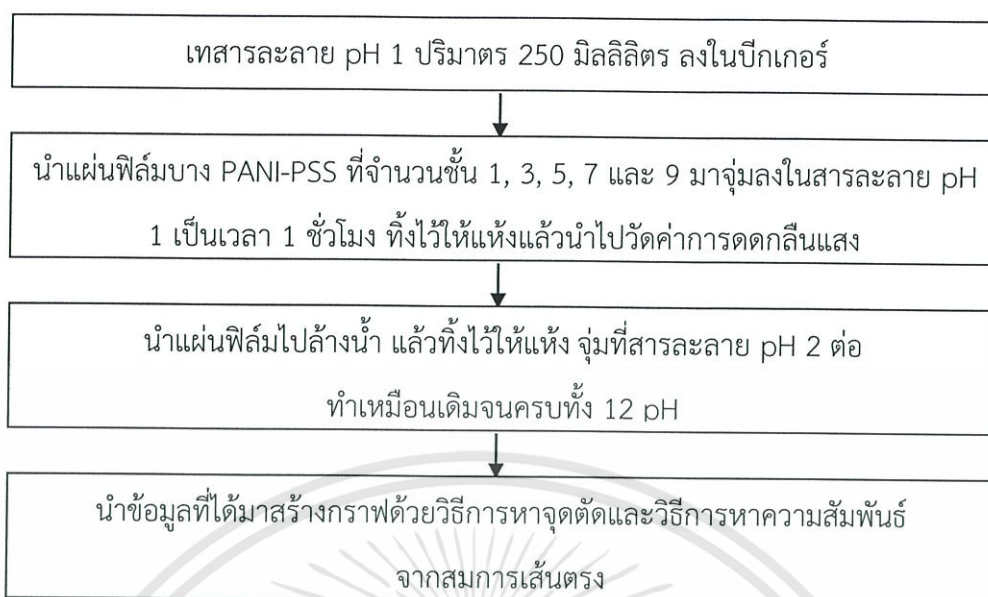 เทสารละลาย pH 1 ปริมาตร 250 มิลลิลิตร ลงในบีกเกอร์
นำแผ่นฟิล์มบาง PANI-PSS ที่จำนวนชั้น 1, 3, 5, 7 และ 9 มาจุ่มลงในสารละลาย pH
1 เป็นเวลา 1 ชั่วโมง ทิ้งไว้ให้แห้งแล้วนำไปวัดค่าการดดกลืนแสง
นำแผ่นฟิล์มไปล้างน้ำ แล้วทิ้งไว้ให้แห้ง จุ่มที่สารละลาย pH 2 ต่อ
ทำเหมือนเดิมจนครบทั้ง 12 pH
นำข้อมูลที่ได้มาสร้างกราฟด้วยวิธีการหาจุดตัดและวิธีการหาความสัมพันธ์
จากสมการเส้นตรง